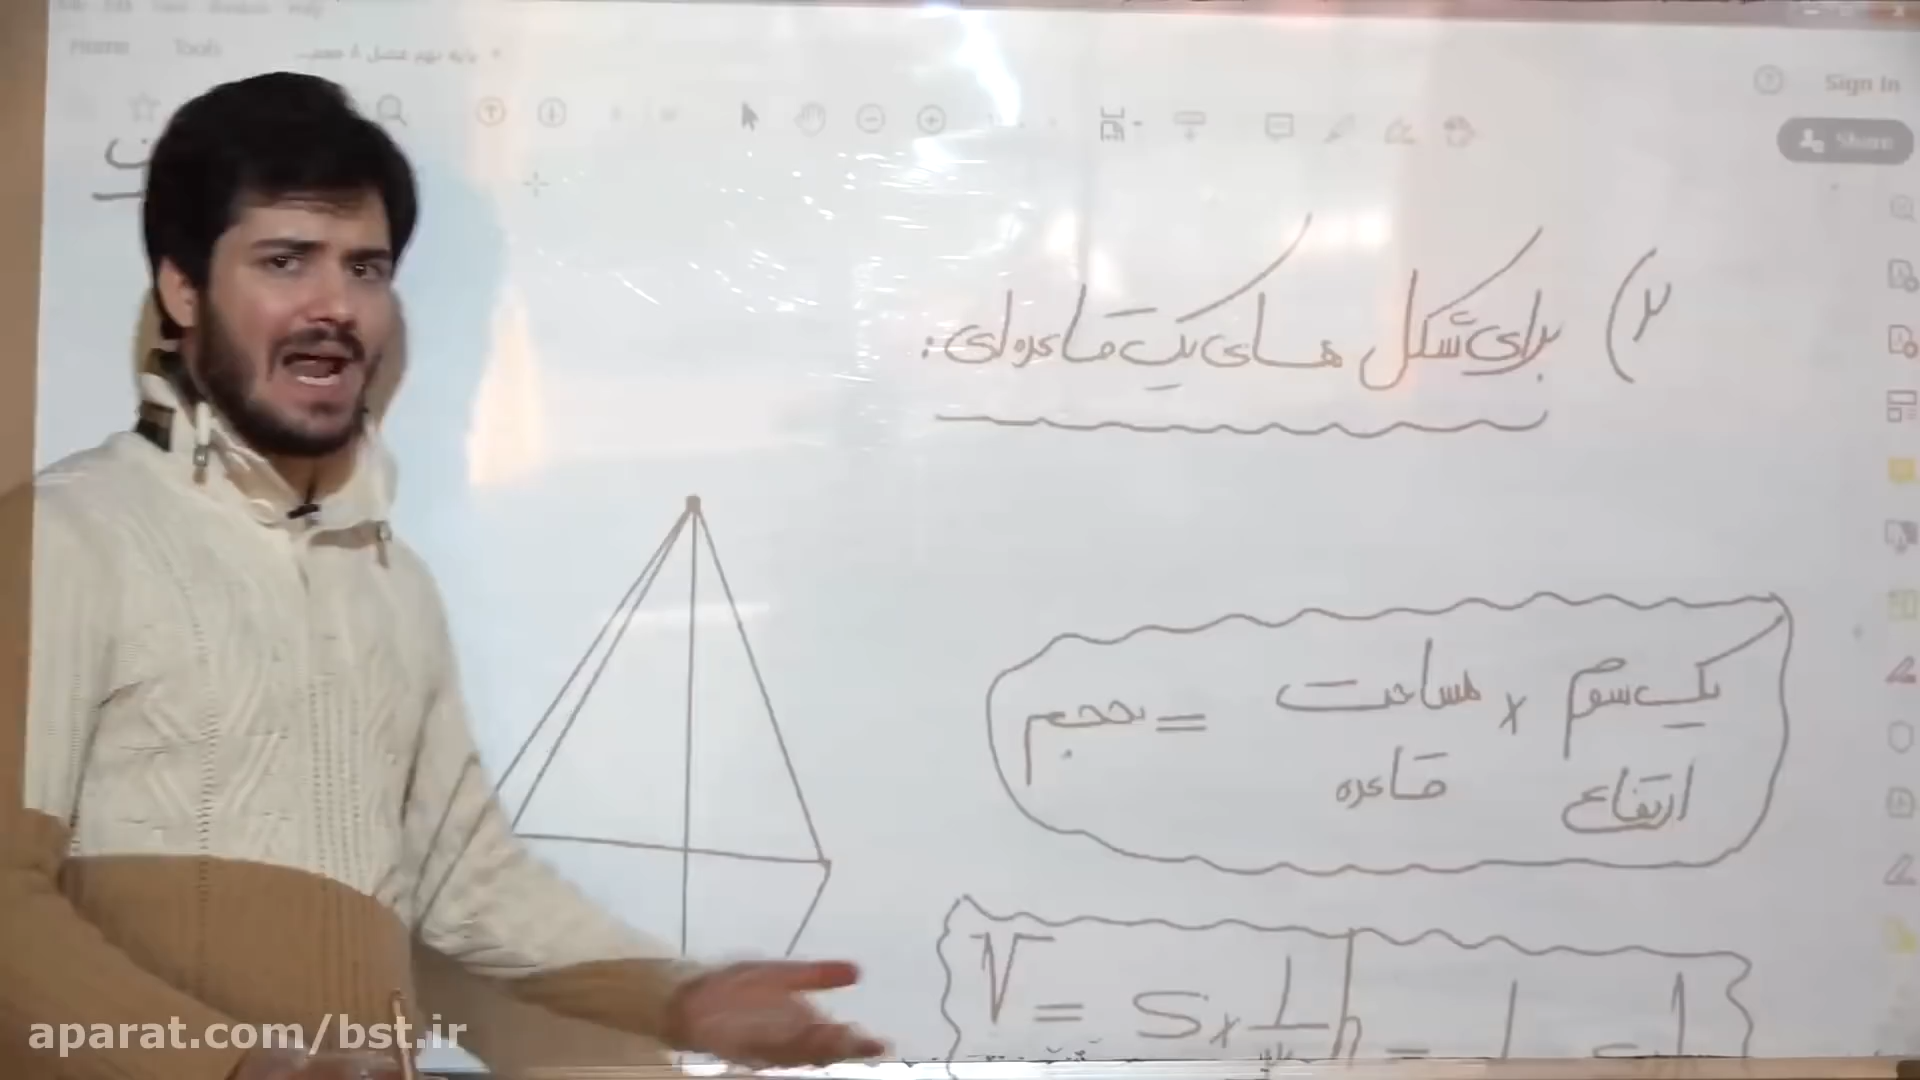 Home Tools
Sign In
Share
۲) برای شکل های یک قاعده ای:
حجم = مساحت قاعده × یک سوم ارتفاع
V = S × 1/3 h =
aparat.com/bst.ir